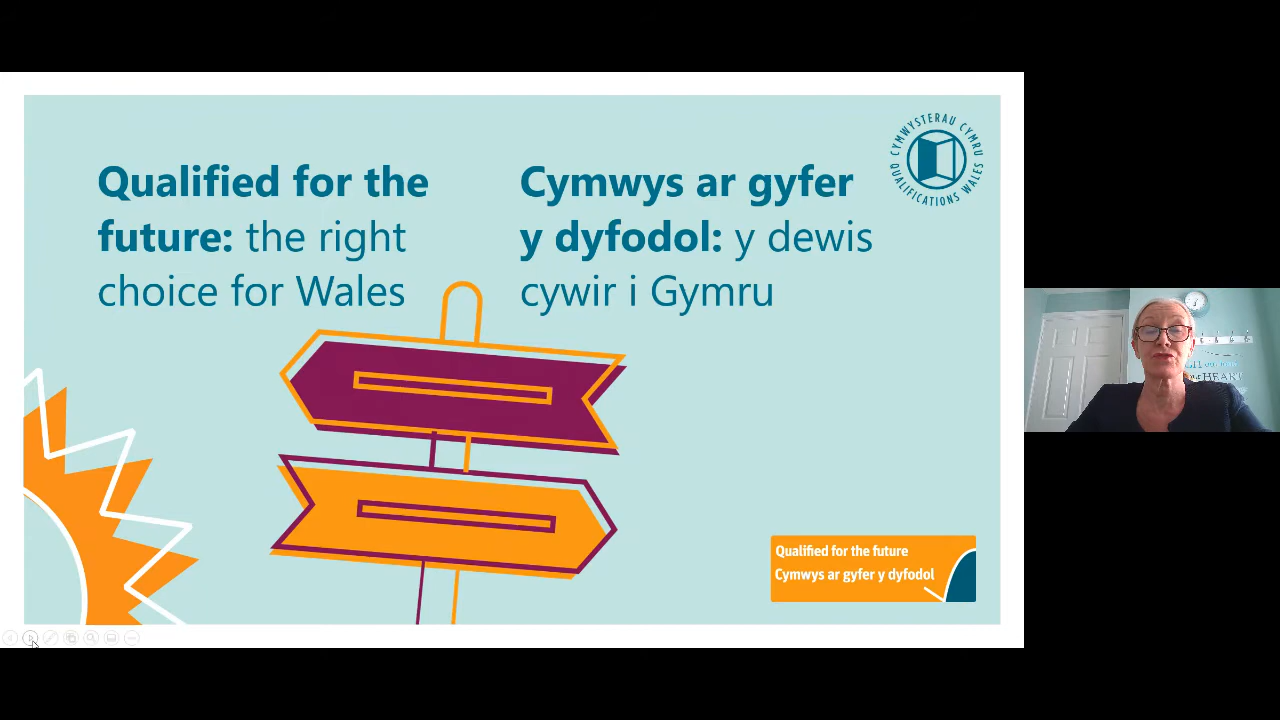 Qualified for the
future: the right
choice for Wales
Cymwys ar gyfer
y dyfodol: y dewis
cywir i Gymru
CYMWYSTERAU CYMRU
QUALIFICATIONS WALES
Qualified for the future
Cymwys ar gyfer y dyfodol
HEART